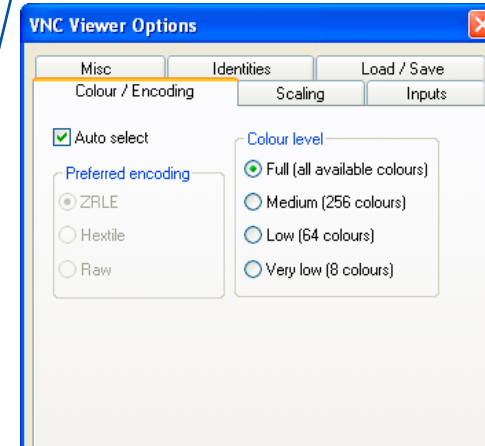 VNC Viewer Options
Misc
Identities
Load / Save
Colour / Encoding
Scaling
Inputs
Auto select
Preferred encoding
ZRLE
Hextile
Raw
Colour level
Full (all available colours)
Medium (256 colours)
Low (64 colours)
Very low (8 colours)